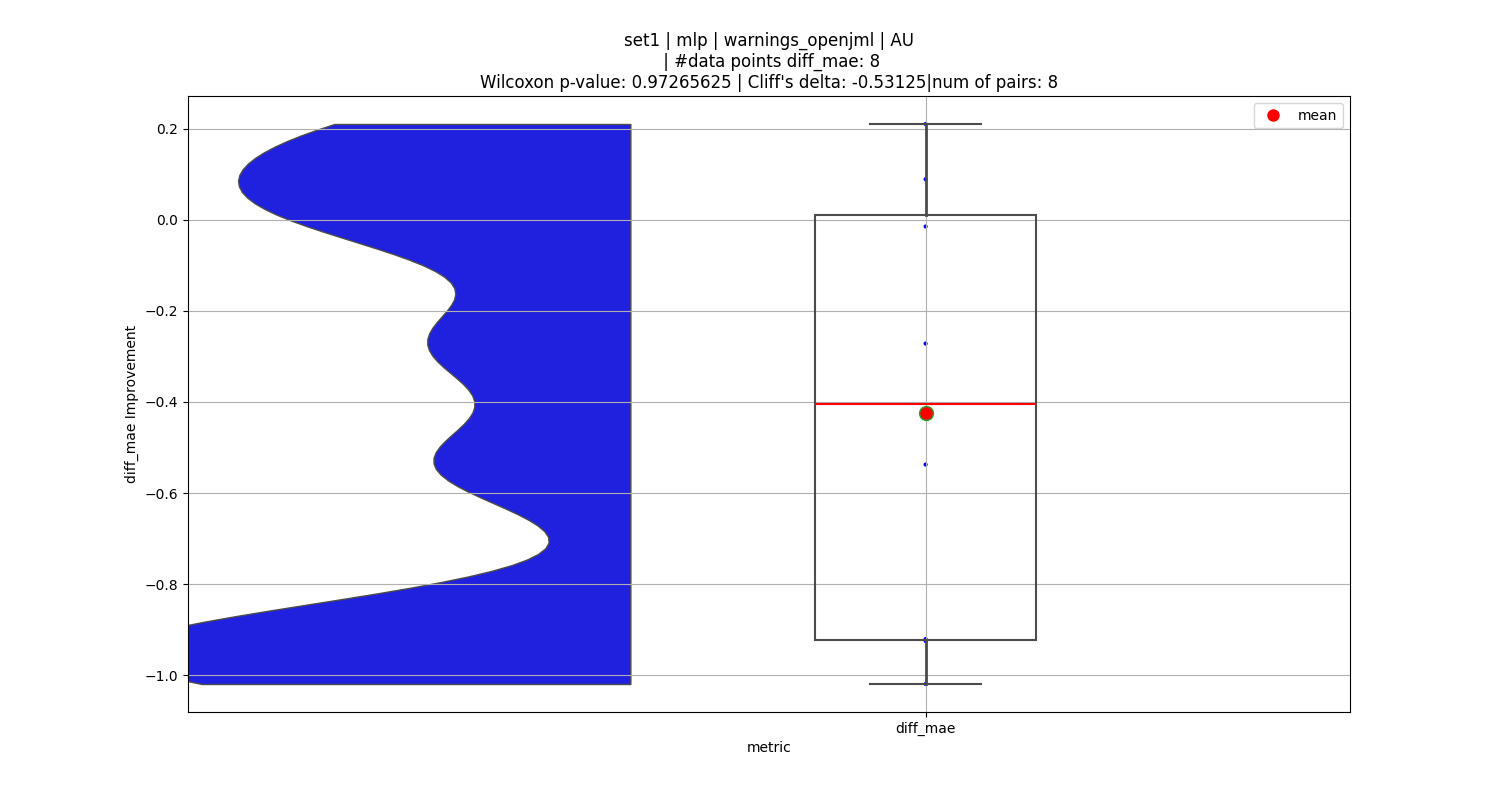 set1 | mlp | warnings_openjml | AU
| #data points diff_mae: 8
Wilcoxon p-value: 0.97265625 | Cliff's delta: -0.53125|num of pairs: 8
mean
0.2
0.0
−0.2
−0.4
−0.6
−0.8
−1.0
diff_mae Improvement
diff_mae
metric